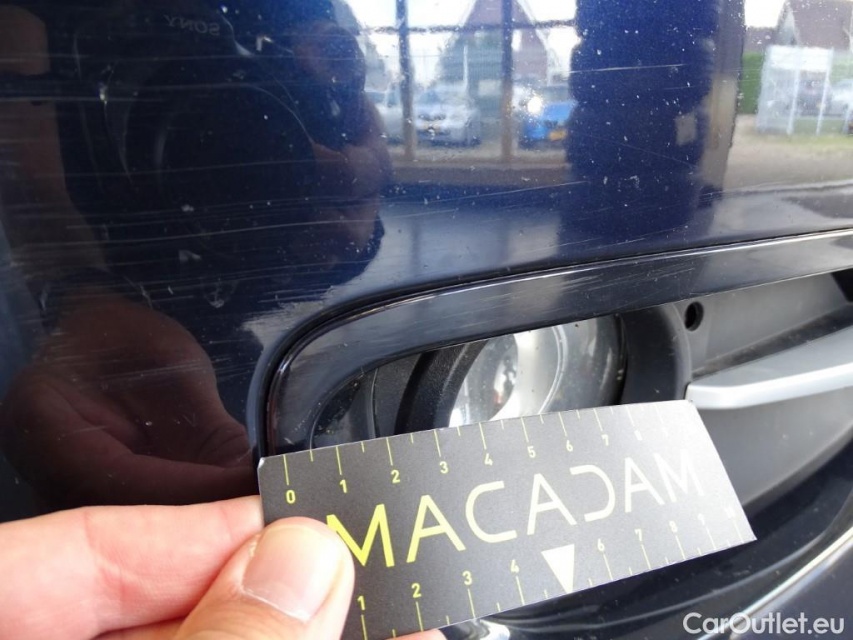 SONY
0 1 2 3 4 5 6 7 8 9
MACADAM
1 2 3 4 6 7 8 9
CarOutlet.eu